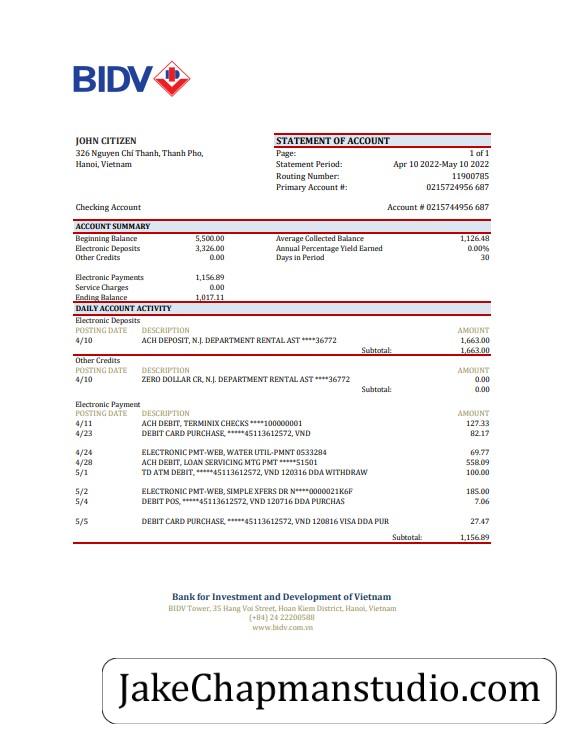 BIDV
JOHN CITIZEN
326 Nguyen Chí Thanh, Thanh Pho,
Hanoi, Vietnam
STATEMENT OF ACCOUNT
Page: 1 of 1
Statement Period: Apr 10 2022-May 10 2022
Routing Number: 11900785
Primary Account #: 0215724956 687
Checking Account Account # 0215744956 687
ACCOUNT SUMMARY
Beginning Balance 5,500.00 Average Collected Balance 1,126.48
Electronic Deposits 3,326.00 Annual Percentage Yield Earned 0.00%
Other Credits 0.00 Days in Period 30
Electronic Payments 1,156.89
Service Charges 0.00
Ending Balance 1,017.11
DAILY ACCOUNT ACTIVITY
Electronic Deposits
POSTING DATE DESCRIPTION AMOUNT
4/10 ACH DEPOSIT, N.J. DEPARTMENT RENTAL AST ****36772 1,663.00
Subtotal: 1,663.00
Other Credits
POSTING DATE DESCRIPTION AMOUNT
4/10 ZERO DOLLAR CR, N.J. DEPARTMENT RENTAL AST ****36772 0.00
Subtotal: 0.00
Electronic Payment
POSTING DATE DESCRIPTION AMOUNT
4/11 ACH DEBIT, TERMINIX CHECKS ****100000001 127.33
4/23 DEBIT CARD PURCHASE, *****45113612572, VND 82.17
4/24 ELECTRONIC PMT-WEB, WATER UTIL-PMNT 0533284 69.77
4/28 ACH DEBIT, LOAN SERVICING MTG PMT *****51501 558.09
5/1 TD ATM DEBIT, *****45113612572, VND 120316 DDA WITHDRAW 100.00
5/2 ELECTRONIC PMT-WEB, SIMPLE XFERS DR N****0000021K6F 185.00
5/4 DEBIT POS, *****45113612572, VND 120716 DDA PURCHAS 7.06
5/5 DEBIT CARD PURCHASE, *****45113612572, VND 120816 VISA DDA PUR 27.47
Subtotal: 1,156.89
Bank for Investment and Development of Vietnam
BIDV Tower, 35 Hang Voi Street, Hoan Kiem District, Hanoi, Vietnam
(+84) 24 22200588
www.bidv.com.vn
JakeChapmanstudio.com